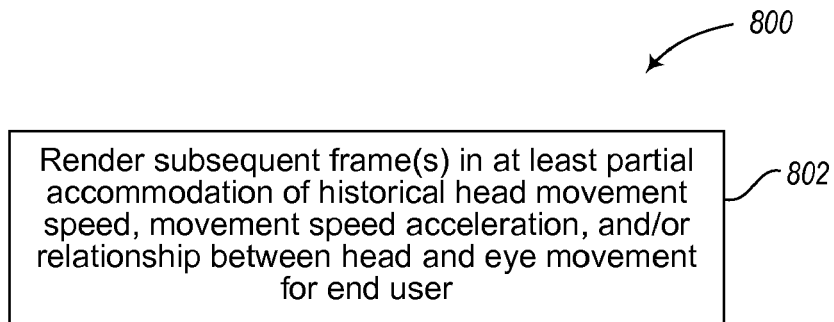 800
Render subsequent frame(s) in at least partial
accommodation of historical head movement
speed, movement speed acceleration, and/or
relationship between head and eye movement
for end user
802